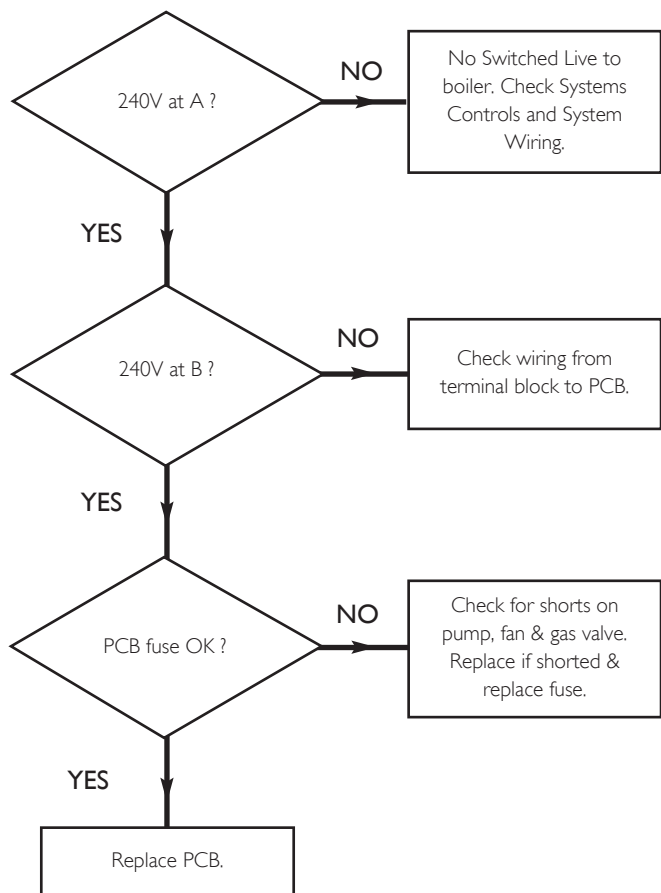 240V at A ?
NO
No Switched Live to
boiler. Check Systems
Controls and System
Wiring.
YES
240V at B ?
NO
Check wiring from
terminal block to PCB.
YES
PCB fuse OK ?
NO
Check for shorts on
pump, fan & gas valve.
Replace if shorted &
replace fuse.
YES
Replace PCB.